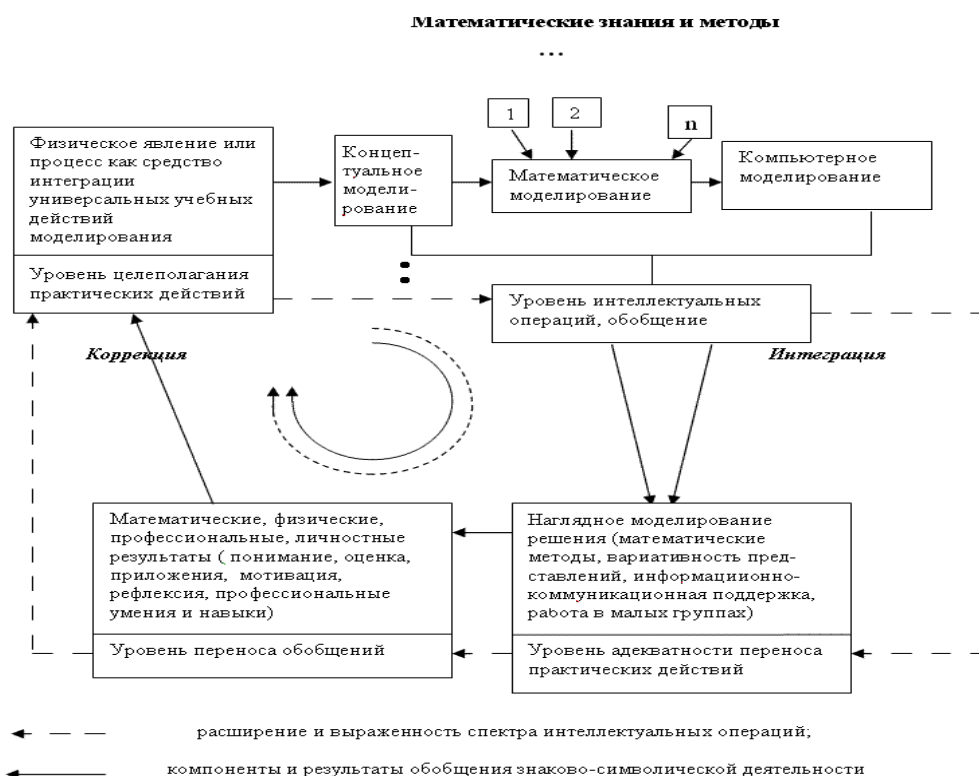 Математические знания и методы
...
1
2
n
Физическое явление или
процесс как средство
интеграции
универсальных учебных
действий
моделирования
Уровень целеполагания
практических действий
Концеп-
туальное
модели-
рование
Математическое
моделирование
Компьютерное
моделирование
Уровень интеллектуальных
операций, обобщение
Коррекция
Интеграция
Математические, физические,
профессиональные, личностные
результаты ( понимание, оценка,
приложения, мотивация,
рефлексия, профессиональные
умения и навыки)
Уровень переноса обобщений
Наглядное моделирование
решения (математические
методы, вариативность пред-
ставлений, информациионно-
коммуникационная поддержка,
работа в малых группах)
Уровень адекватности переноса
практических действий
расширение и выраженность спектра интеллектуальных операций;
компоненты и результаты обобщения знаково-символической деятельности